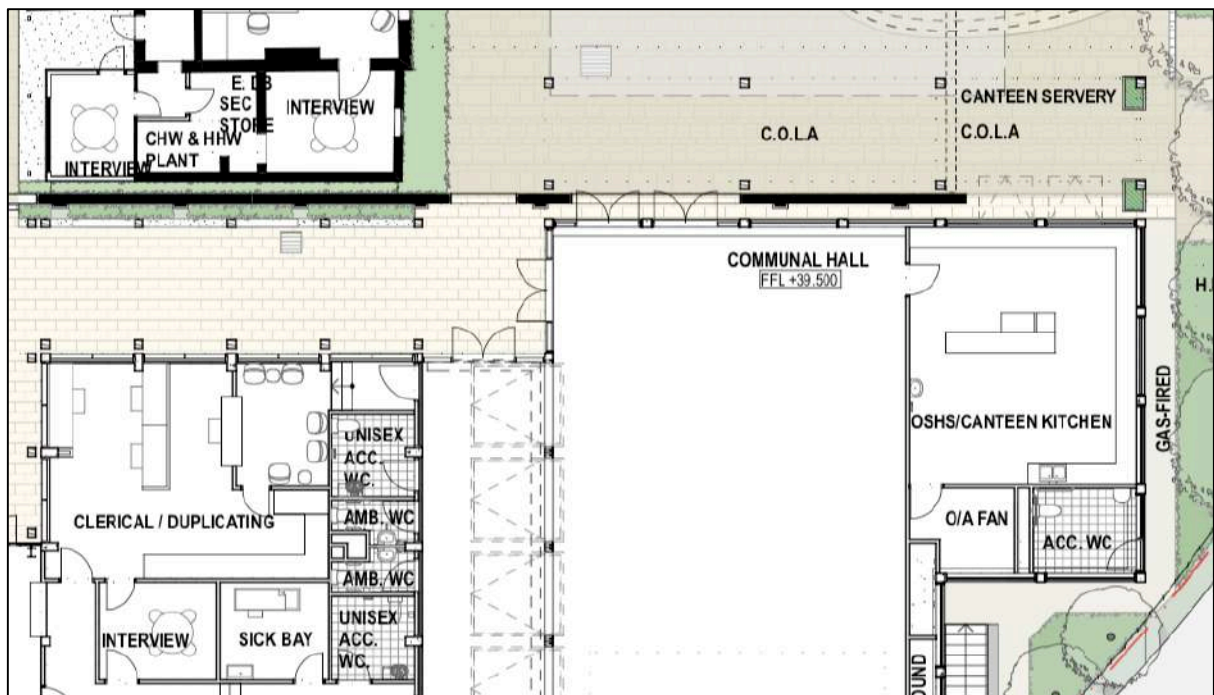 E. DB
SEC
STORE
INTERVIEW
CHW & HHW
PLANT
INTERVIEW
CANTEEN SERVERY
C.O.L.A
C.O.L.A
COMMUNAL HALL
FFL +39.500
OSHS/CANTEEN KITCHEN
GAS-FIRED
UNISEX
ACC.
WC.
AMB. WC
CLERICAL / DUPLICATING
AMB. WC
O/A FAN
ACC. WC
INTERVIEW
SICK BAY
UNISEX
ACC.
WC.